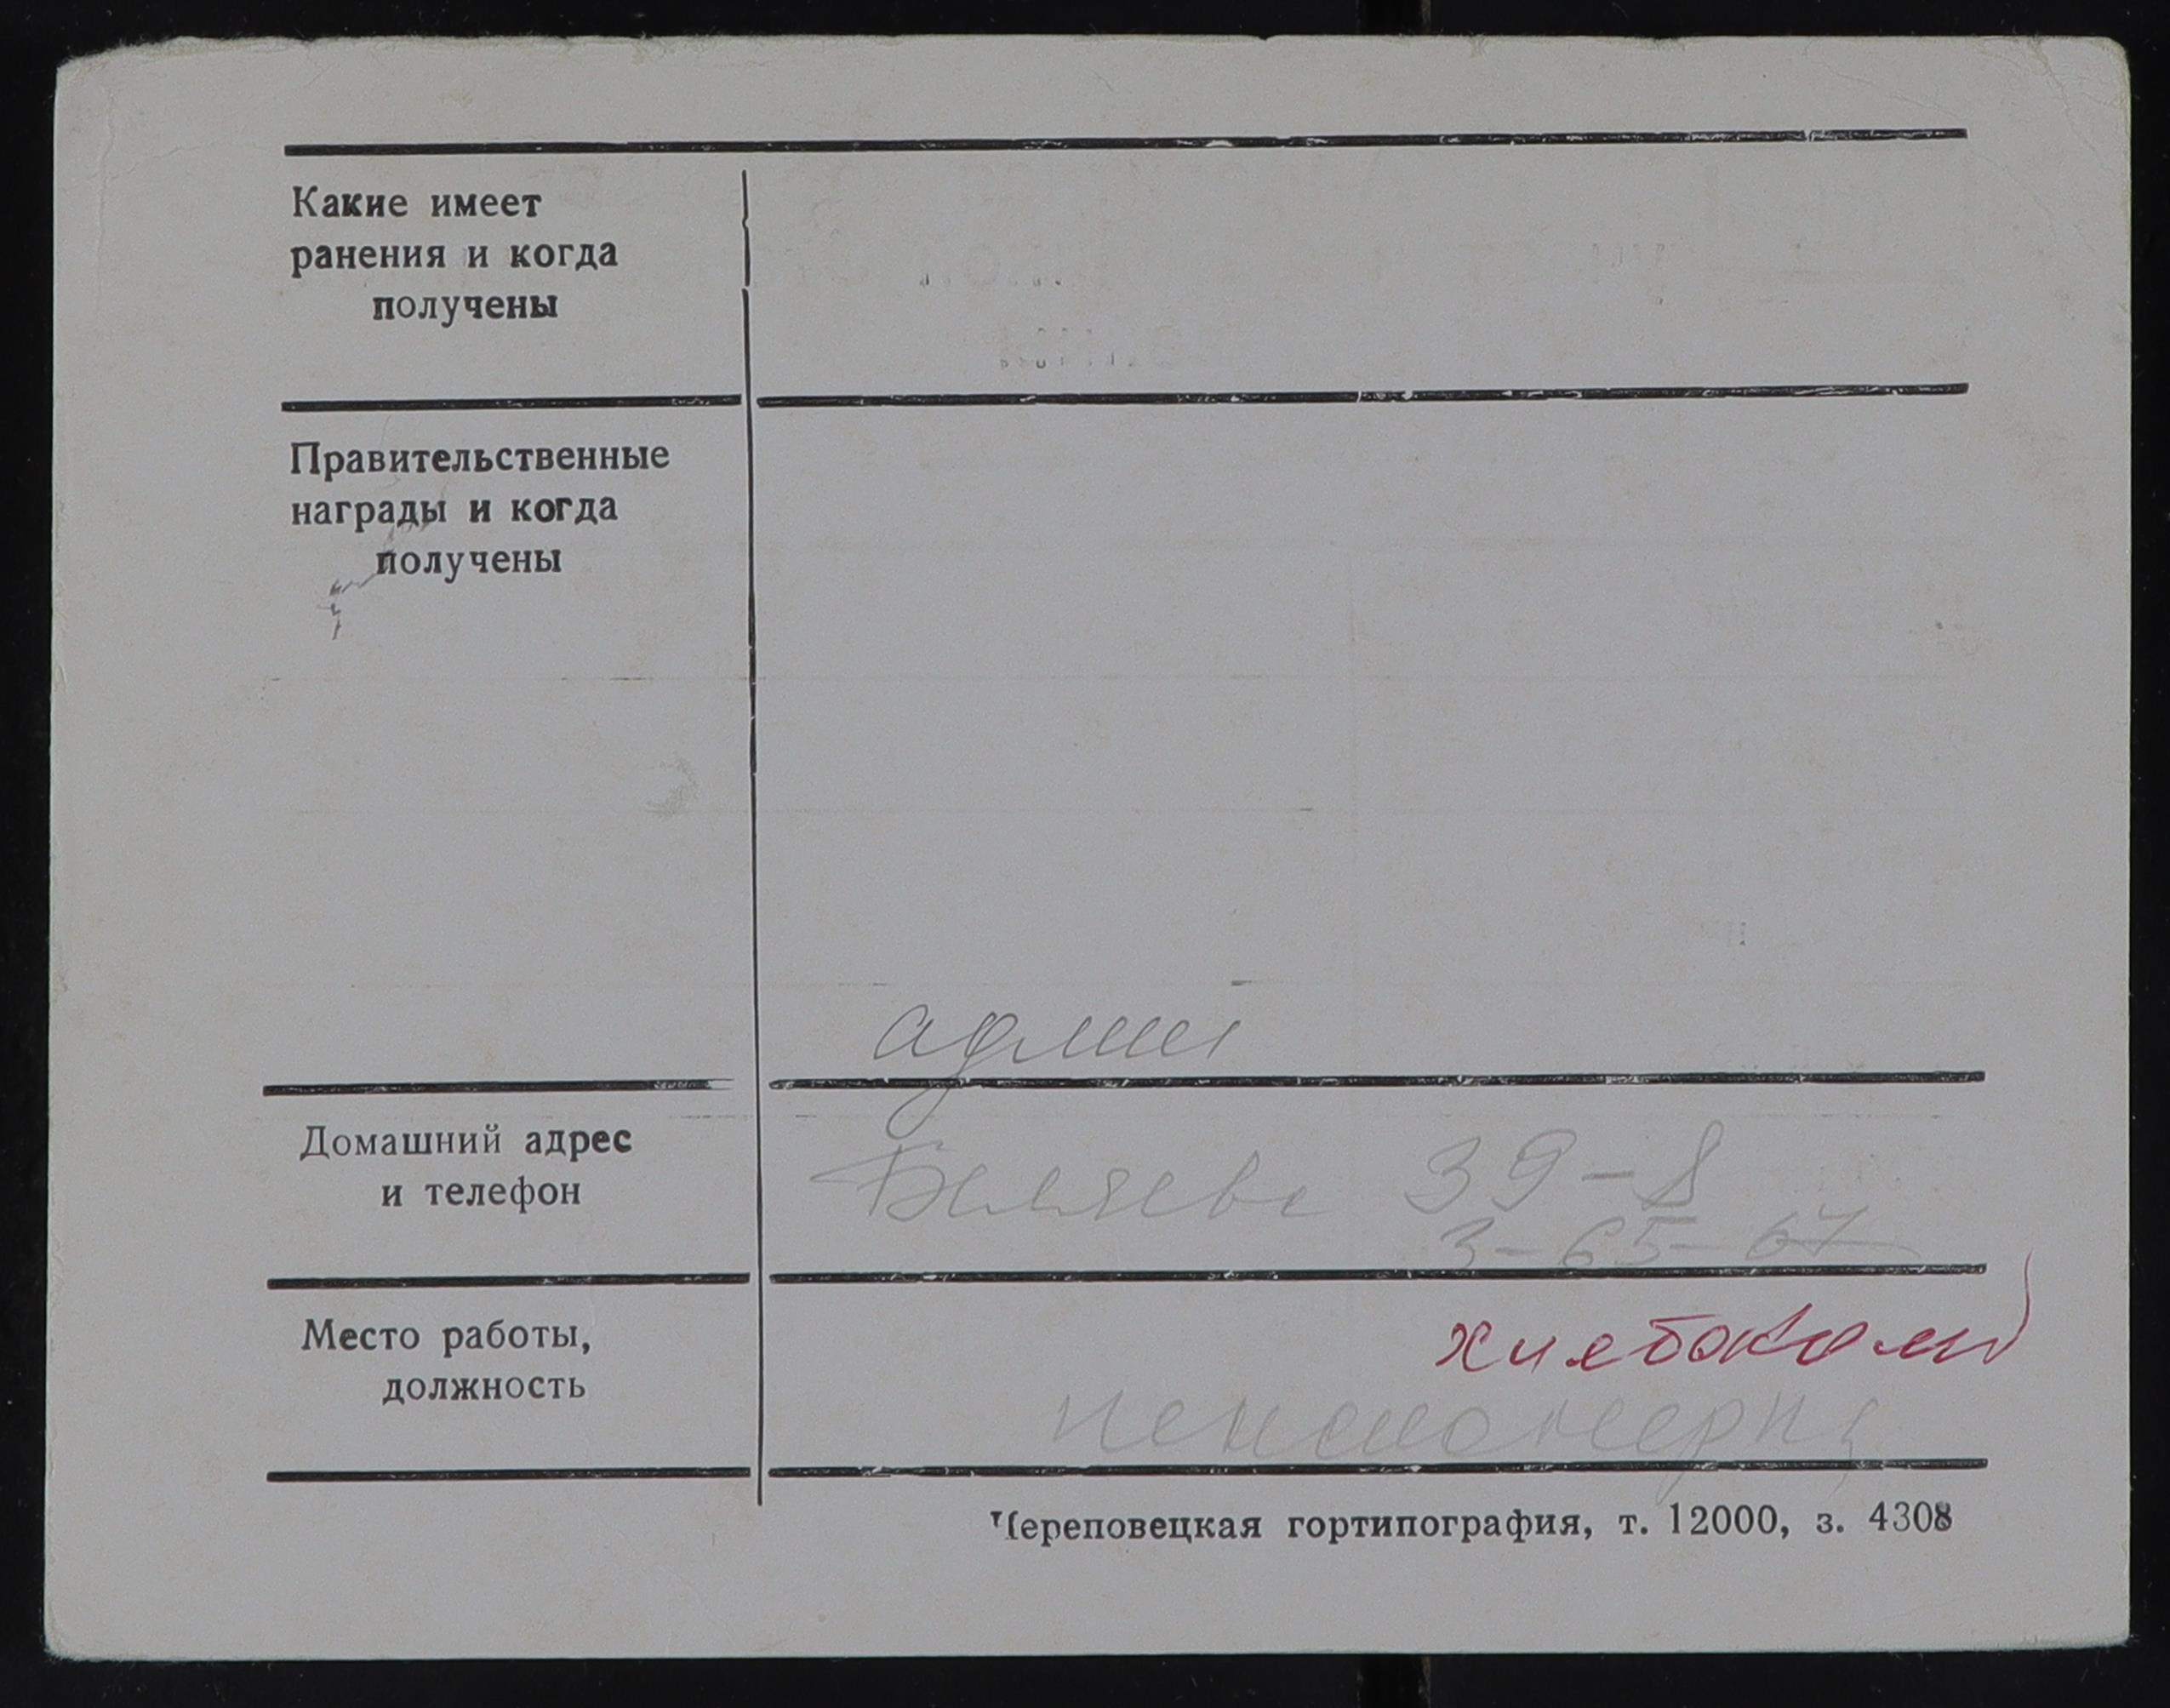 Какие имеет
ранения и когда
получены
Правительственные
награды и когда
получены
Домашний адрес
и телефон
Беляева 39-8
3-65-67
Место работы,
должность
пенсионерка
Череповецкая гортипография, т. 12000, з. 4308